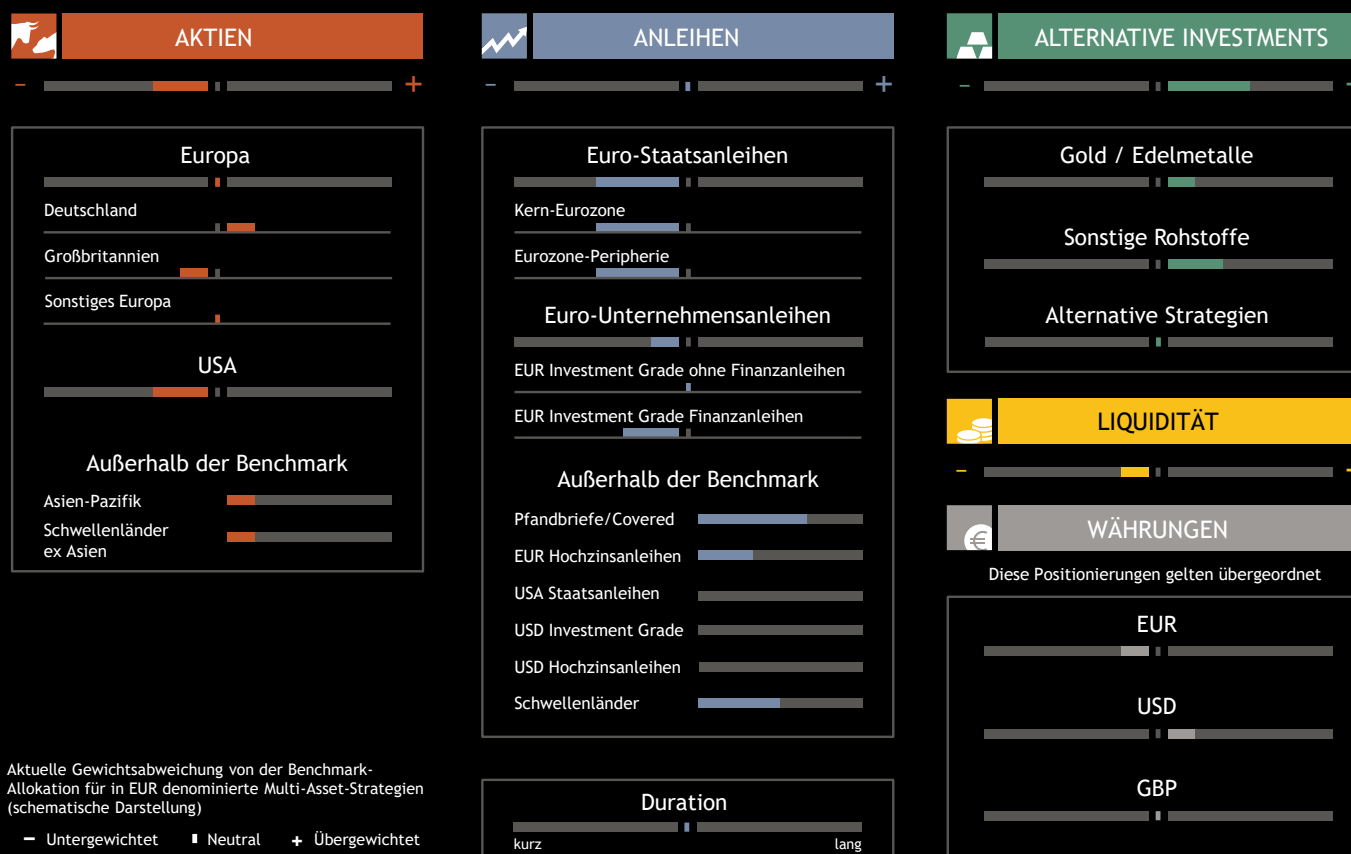 AKTIEN
– +
Europa
Deutschland
Großbritannien
Sonstiges Europa
USA
Außerhalb der Benchmark
Asien-Pazifik
Schwellenländer
ex Asien
Aktuelle Gewichtsabweichung von der Benchmark-
Allokation für in EUR denominierte Multi-Asset-Strategien
(schematische Darstellung)
– Untergewichtet Neutral + Übergewichtet
ANLEIHEN
– +
Euro-Staatsanleihen
Kern-Eurozone
Eurozone-Peripherie
Euro-Unternehmensanleihen
EUR Investment Grade ohne Finanzanleihen
EUR Investment Grade Finanzanleihen
Außerhalb der Benchmark
Pfandbriefe/Covered
EUR Hochzinsanleihen
USA Staatsanleihen
USD Investment Grade
USD Hochzinsanleihen
Schwellenländer
Duration
kurz lang
ALTERNATIVE INVESTMENTS
– +
Gold / Edelmetalle
Sonstige Rohstoffe
Alternative Strategien
LIQUIDITÄT
– +
€ WÄHRUNGEN
Diese Positionierungen gelten übergeordnet
EUR
USD
GBP